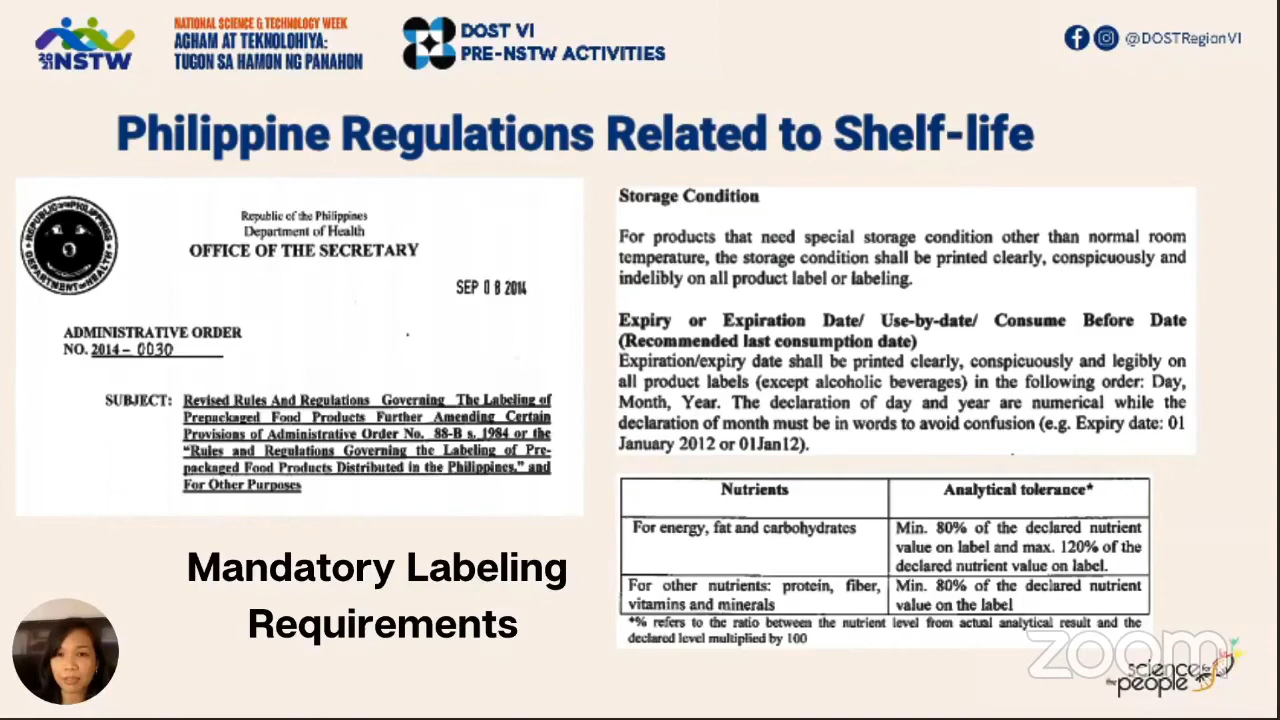 2021 NSTW
NATIONAL SCIENCE & TECHNOLOGY WEEK
AGHAM AT TEKNOLOHIYA:
TUGON SA HAMON NG PANAHON
DOST VI
PRE-NSTW ACTIVITIES
@DOSTRegionVI
Philippine Regulations Related to Shelf-life
REPUBLIC OF THE PHILIPPINES
DEPARTMENT OF HEALTH
Republic of the Philippines
Department of Health
OFFICE OF THE SECRETARY
SEP 08 2014
ADMINISTRATIVE ORDER
NO. 2014 - 0030
SUBJECT: Revised Rules And Regulations Governing The Labeling of
Prepackaged Food Products Further Amending Certain
Provisions of Administrative Order No. 88-B s. 1984 or the
"Rules and Regulations Governing the Labeling of Pre-
packaged Food Products Distributed in the Philippines," and
For Other Purposes
Mandatory Labeling
Requirements
Storage Condition
For products that need special storage condition other than normal room
temperature, the storage condition shall be printed clearly, conspicuously and
indelibly on all product label or labeling.
Expiry or Expiration Date/ Use-by-date/ Consume Before Date
(Recommended last consumption date)
Expiration/expiry date shall be printed clearly, conspicuously and legibly on
all product labels (except alcoholic beverages) in the following order: Day,
Month, Year. The declaration of day and year are numerical while the
declaration of month must be in words to avoid confusion (e.g. Expiry date: 01
January 2012 or 01Jan12).
Nutrients Analytical tolerance*
For energy, fat and carbohydrates
Min. 80% of the declared nutrient
value on label and max. 120% of the
declared nutrient value on label.
For other nutrients: protein, fiber,
vitamins and minerals
Min. 80% of the declared nutrient
value on the label
*% refers to the ratio between the nutrient level from actual analytical result and the
declared level multiplied by 100
zoom
science for
the people